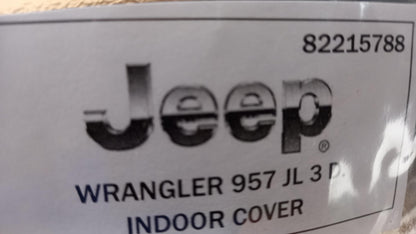 82215788
Jeep®
WRANGLER 957 JL 3 D.
INDOOR COVER